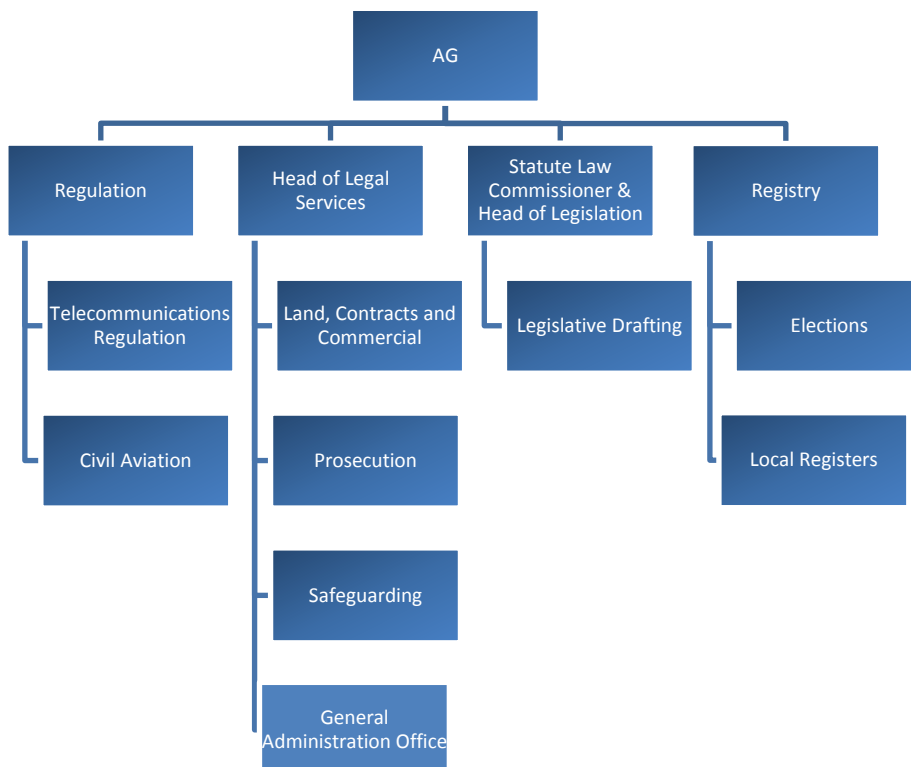 AG
Regulation
Head of Legal
Services
Statute Law
Commissioner &
Head of Legislation
Registry
Telecommunications
Regulation
Land, Contracts and
Commercial
Legislative Drafting
Elections
Civil Aviation
Prosecution
Local Registers
Safeguarding
General
Administration Office